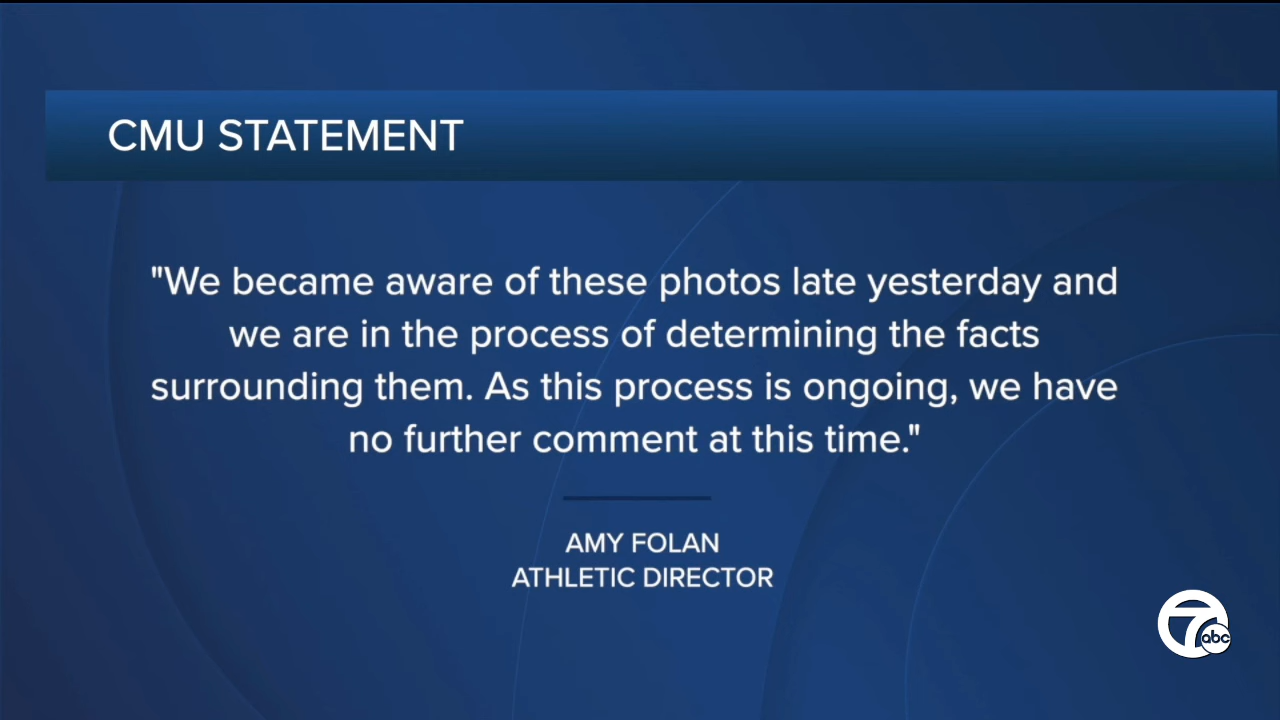 CMU STATEMENT
"We became aware of these photos late yesterday and
we are in the process of determining the facts
surrounding them. As this process is ongoing, we have
no further comment at this time."
AMY FOLAN
ATHLETIC DIRECTOR
7
abc